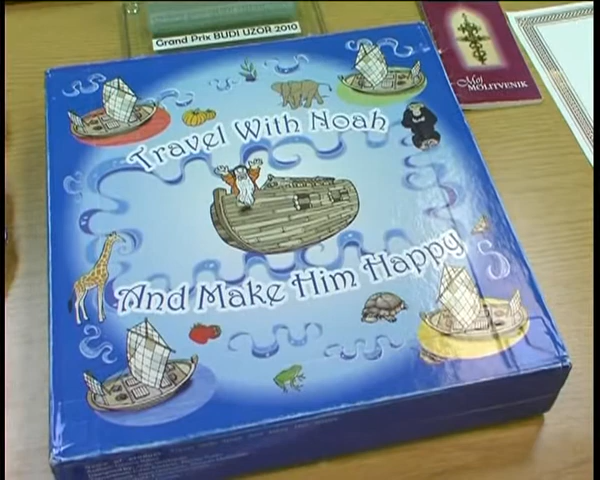 Grand Prix BUDI UZOR 2010
Moj
MOLITVENIK
Travel With Noah
And Make Him Happy